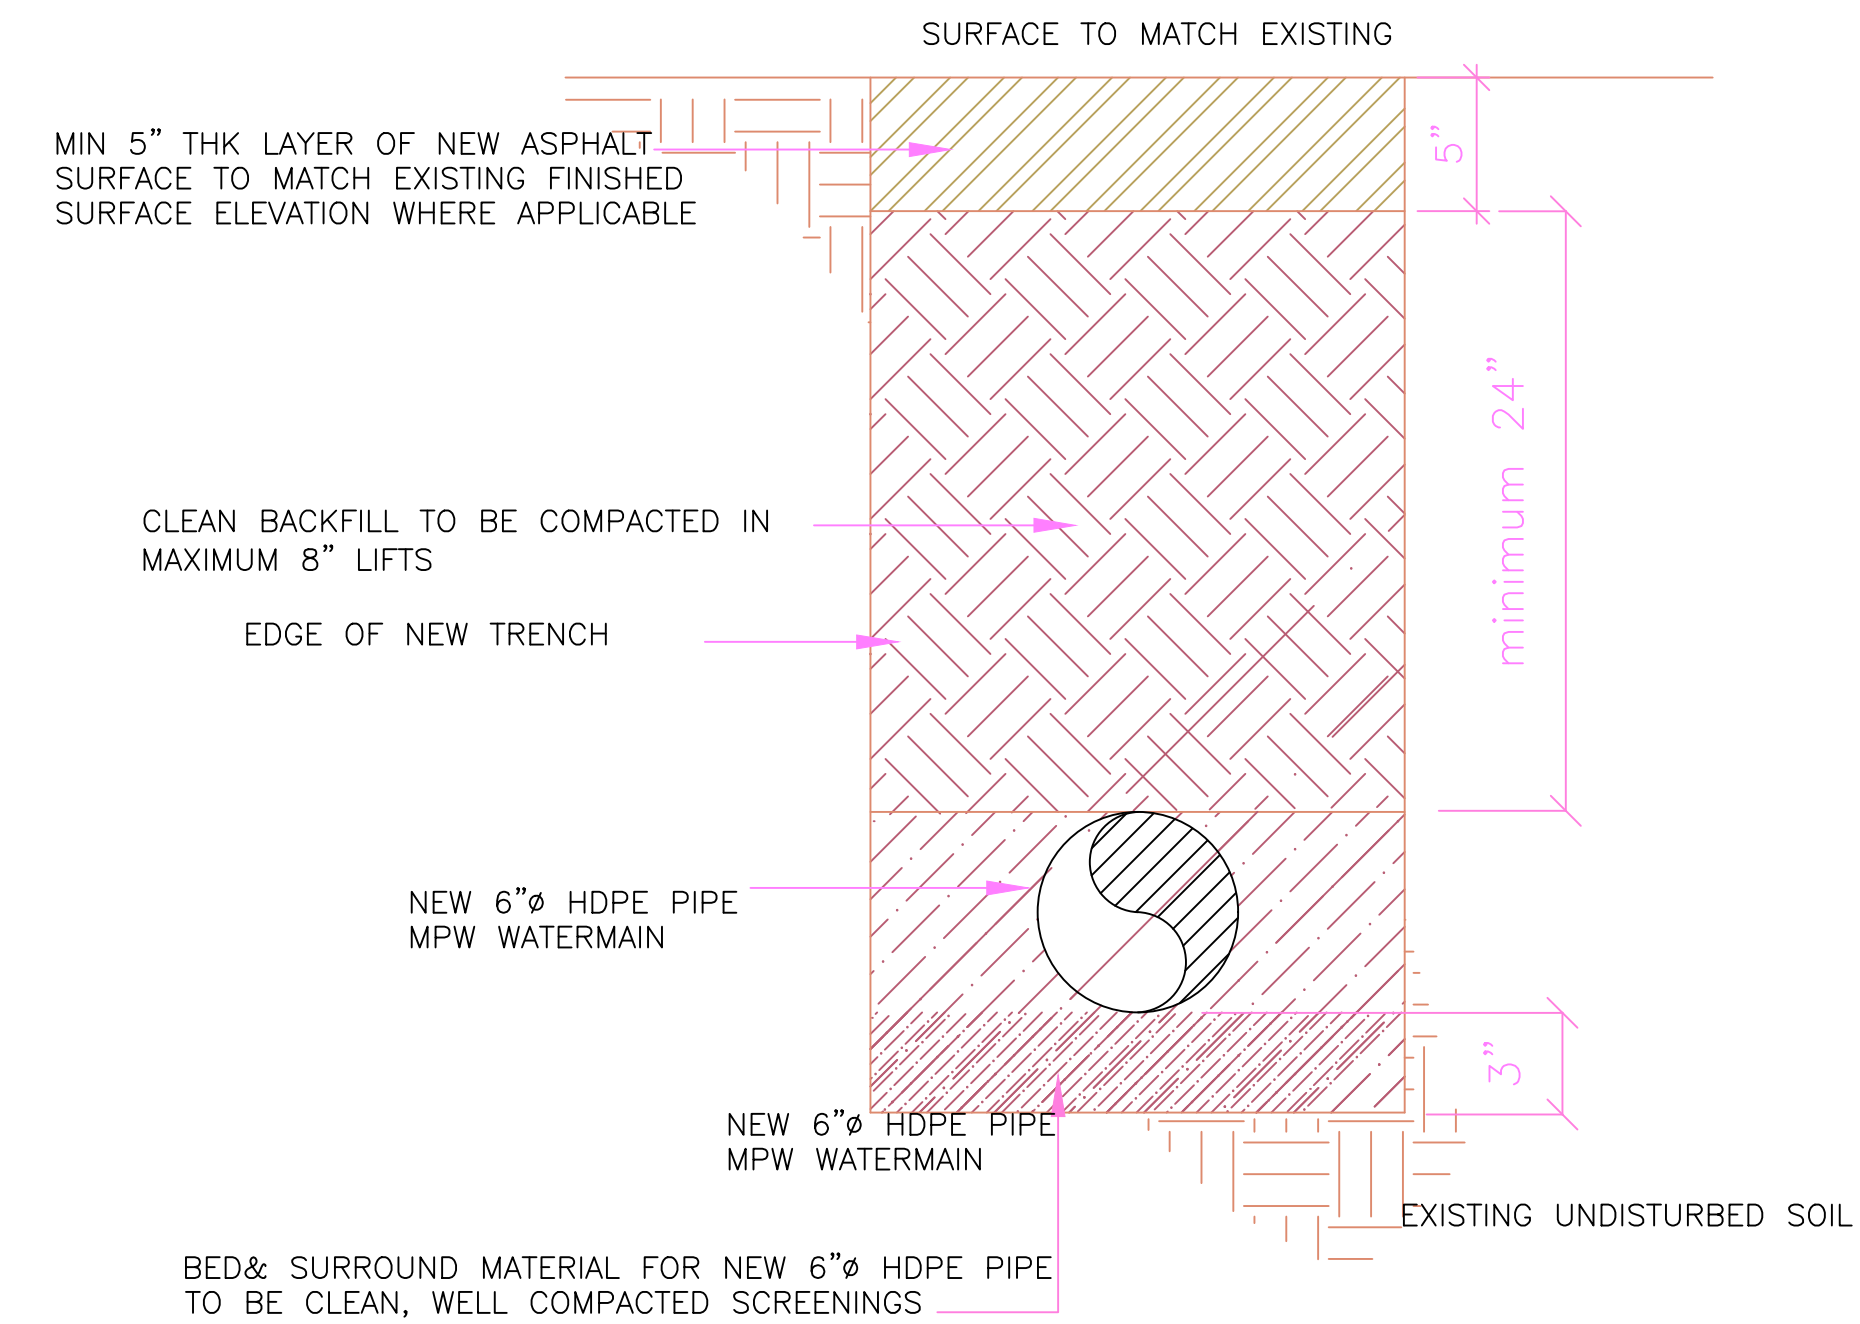 SURFACE TO MATCH EXISTING
MIN 5” THK LAYER OF NEW ASPHALT
SURFACE TO MATCH EXISTING FINISHED
SURFACE ELEVATION WHERE APPLICABLE
5”
minimum 24”
CLEAN BACKFILL TO BE COMPACTED IN
MAXIMUM 8” LIFTS
EDGE OF NEW TRENCH
NEW 6”ø HDPE PIPE
MPW WATERMAIN
3”
NEW 6”ø HDPE PIPE
MPW WATERMAIN
EXISTING UNDISTURBED SOIL
BED& SURROUND MATERIAL FOR NEW 6”ø HDPE PIPE
TO BE CLEAN, WELL COMPACTED SCREENINGS